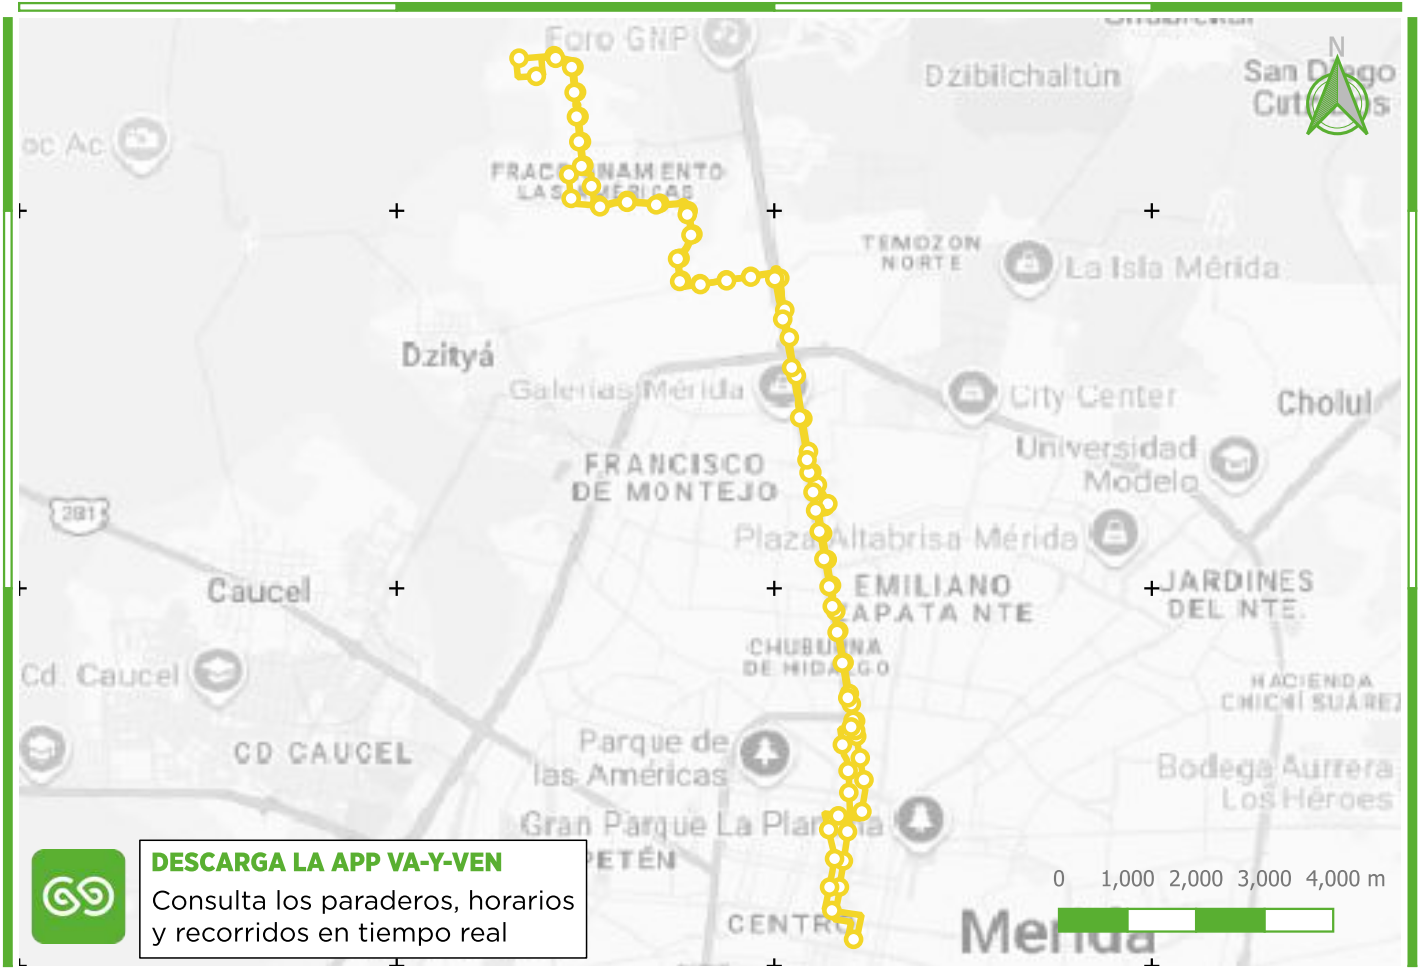 Foro GNP
N
Dzibilchaltún
San Diego
oc Ac
FRACCIONAMIENTO
LAS AMÉRICAS
TEMOZON
NORTE
La Isla Mérida
Dzityá
Galerias Mérida
City Center
Cholul
Universidad
Modelo
FRANCISCO
DE MONTEJO
281
Plaza Altabrisa Mérida
Caucel
EMILIANO
ZAPATA NTE
JARDINES
DEL NTE.
CHUBURNA
DE HIDALGO
Cd. Caucel
HACIENDA
CHICHÍ SUÁREZ
CD CAUCEL
Parque de
las Américas
Bodega Aurrera
Los Héroes
Gran Parque La Plancha
PETÉN
DESCARGA LA APP VA-Y-VEN
Consulta los paraderos, horarios
y recorridos en tiempo real
CENTRO
Merida
0 1,000 2,000 3,000 4,000 m